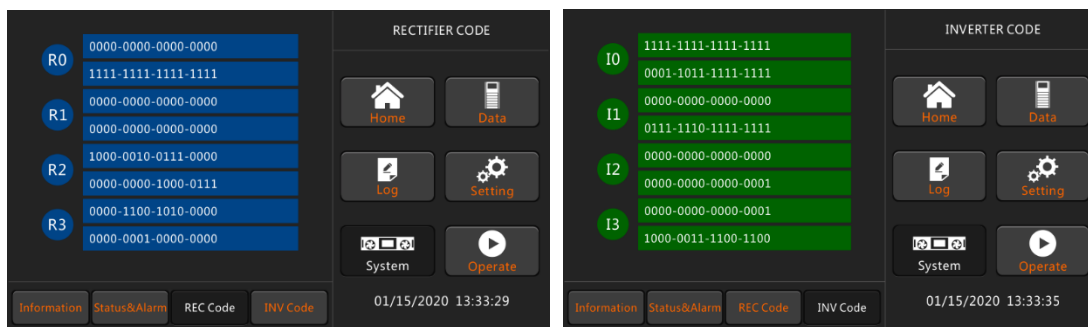 RECTIFIER CODE
R0
0000-0000-0000-0000
1111-1111-1111-1111
R1
0000-0000-0000-0000
0000-0000-0000-0000
R2
1000-0010-0111-0000
0000-0000-1000-0111
R3
0000-1100-1010-0000
0000-0001-0000-0000
Home
Data
Log
Setting
System
Operate
Information
Status&Alarm
REC Code
INV Code
01/15/2020 13:33:29
INVERTER CODE
I0
1111-1111-1111-1111
0001-1011-1111-1111
I1
0000-0000-0000-0000
0111-1110-1111-1111
I2
0000-0000-0000-0000
0000-0000-0000-0001
I3
0000-0000-0000-0001
1000-0011-1100-1100
Home
Data
Log
Setting
System
Operate
Information
Status&Alarm
REC Code
INV Code
01/15/2020 13:33:35